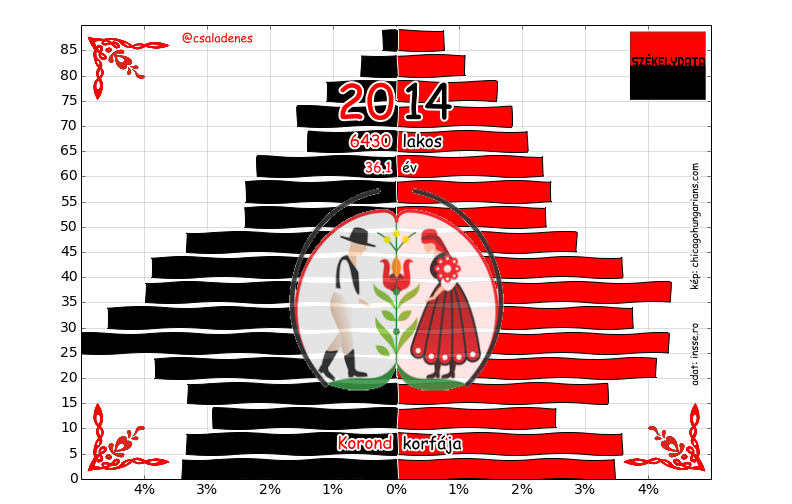 @csaladenes
SZÉKELYDATA
2014
6430 lakos
36.1 év
kép: chicagohungarians.com
adat: insse.ro
Korond korfája
85
80
75
70
65
60
55
50
45
40
35
30
25
20
15
10
5
0
4% 3% 2% 1% 0% 1% 2% 3% 4%